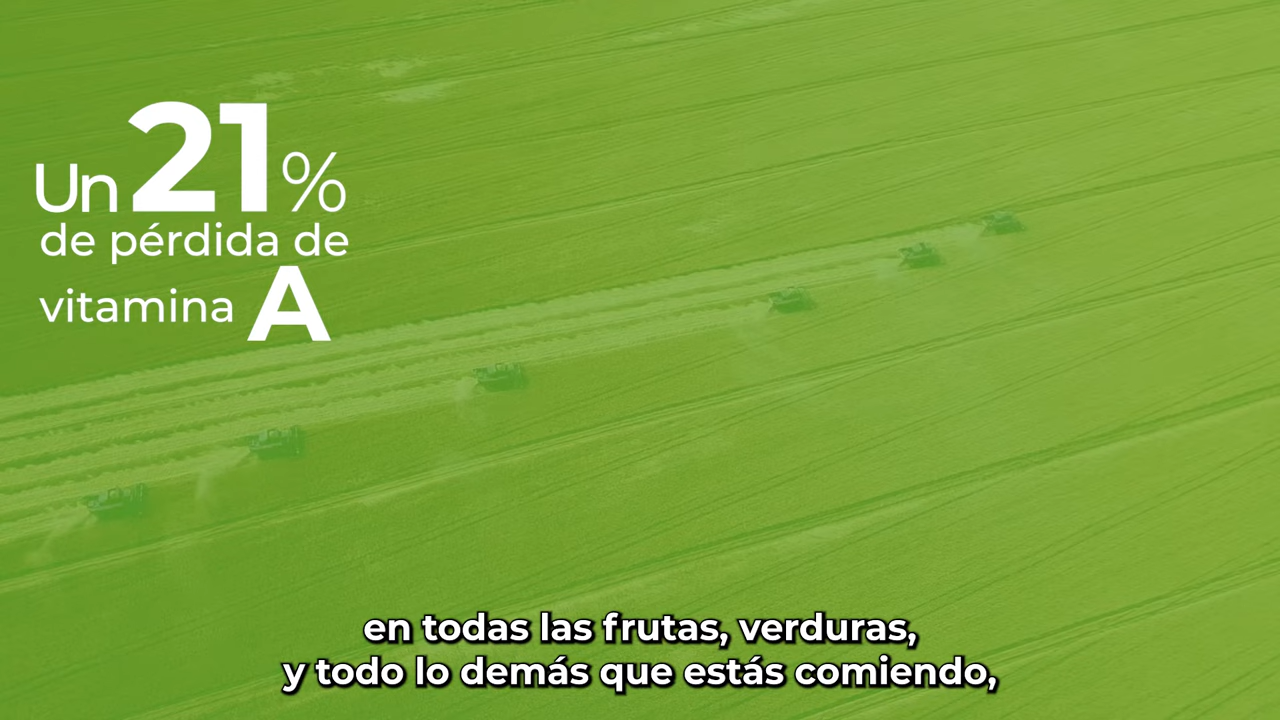 Un 21%
de pérdida de
vitamina A
en todas las frutas, verduras,
y todo lo demás que estás comiendo,